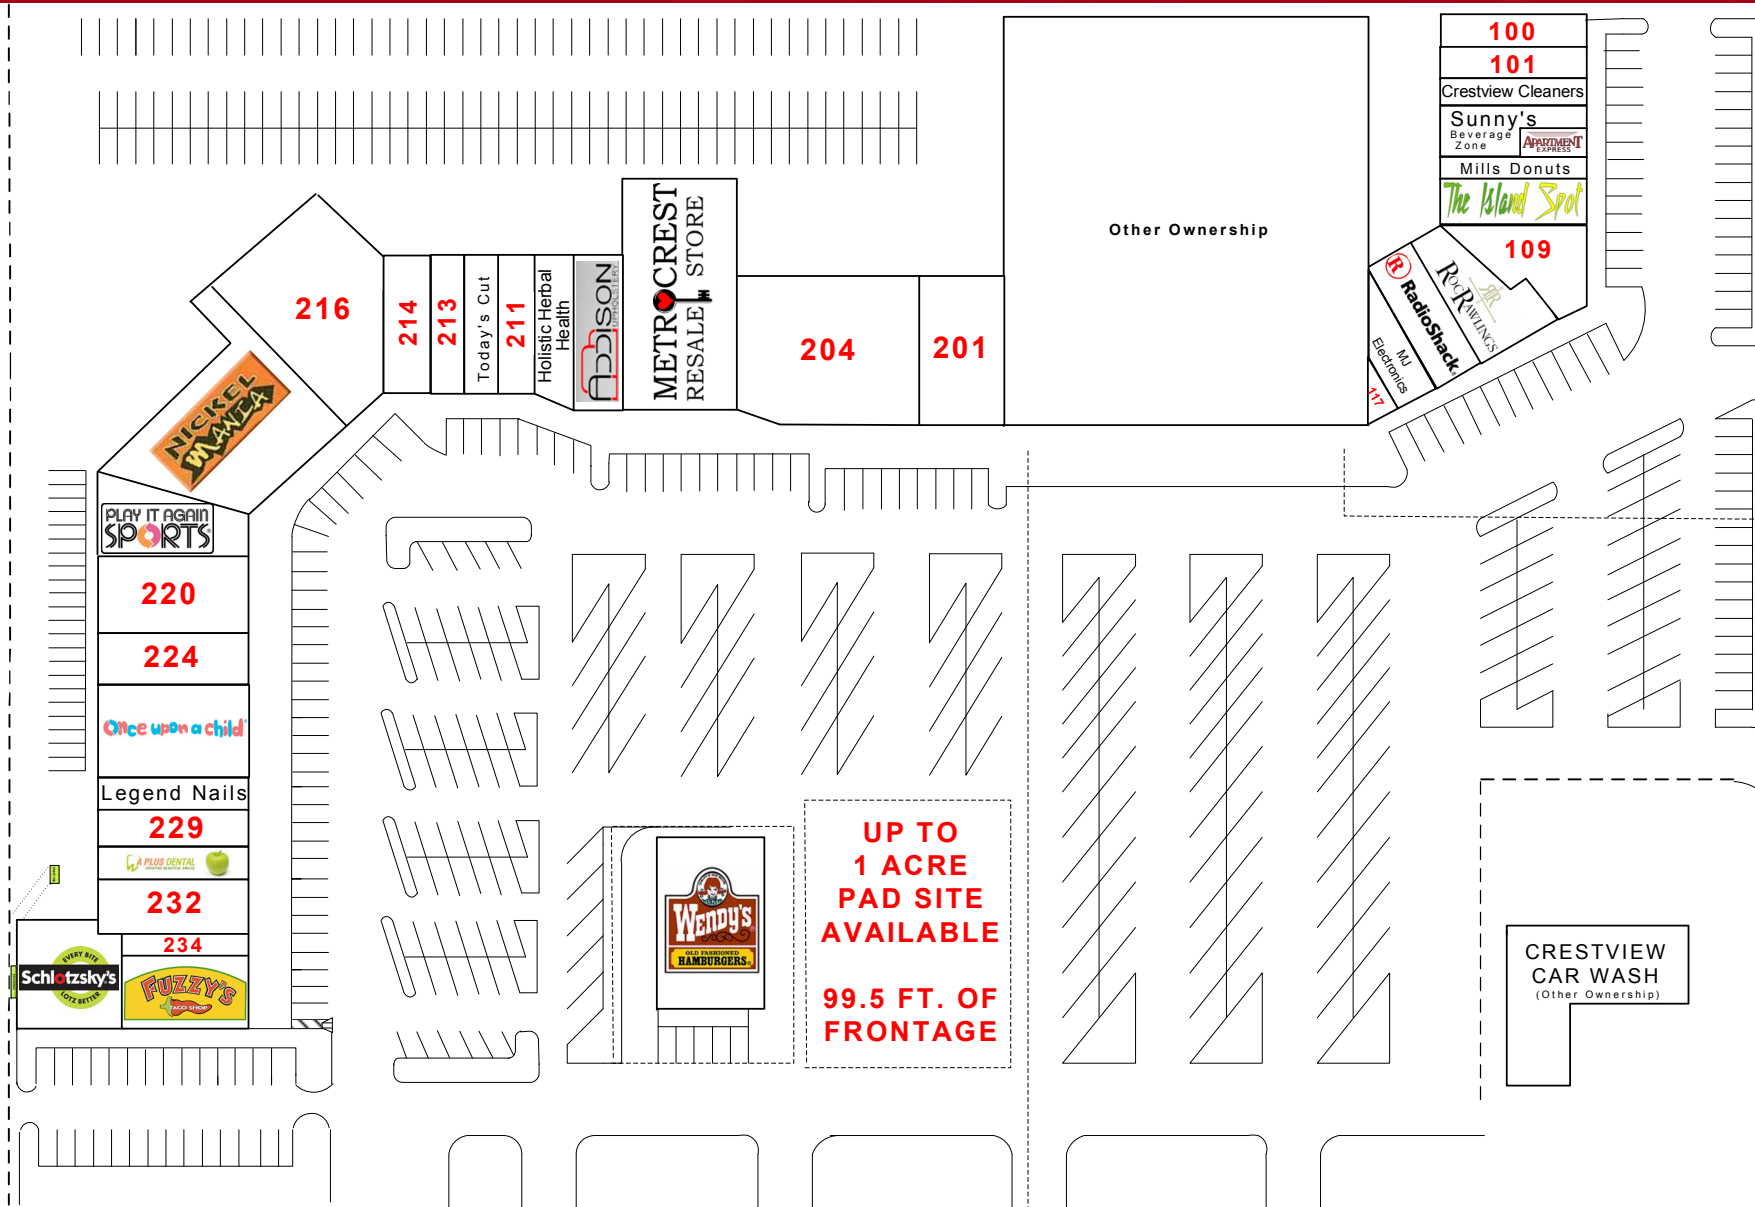 100
101
Crestview Cleaners
Sunny's
Beverage
Zone
APARTMENT
EXPRESS
Mills Donuts
The Island Spot
109
ROCRAWLINGS
RadioShack
MJ
Electronics
117
Other Ownership
201
204
METROCREST
RESALE STORE
ADDISON
UPHOLSTERY
Holistic Herbal
Health
211
Today's Cut
213
214
216
NICKEL
MANIA
PLAY IT AGAIN
SPORTS
220
224
Once upon a child
Legend Nails
229
A PLUS DENTAL
CREATING BEAUTIFUL SMILES
232
234
EVERY BITE
Schlotzsky's
LOTZ BETTER
FUZZY'S
TACO SHOP
WENDY'S
OLD FASHIONED
HAMBURGERS
UP TO
1 ACRE
PAD SITE
AVAILABLE
99.5 FT. OF
FRONTAGE
CRESTVIEW
CAR WASH
(Other Ownership)